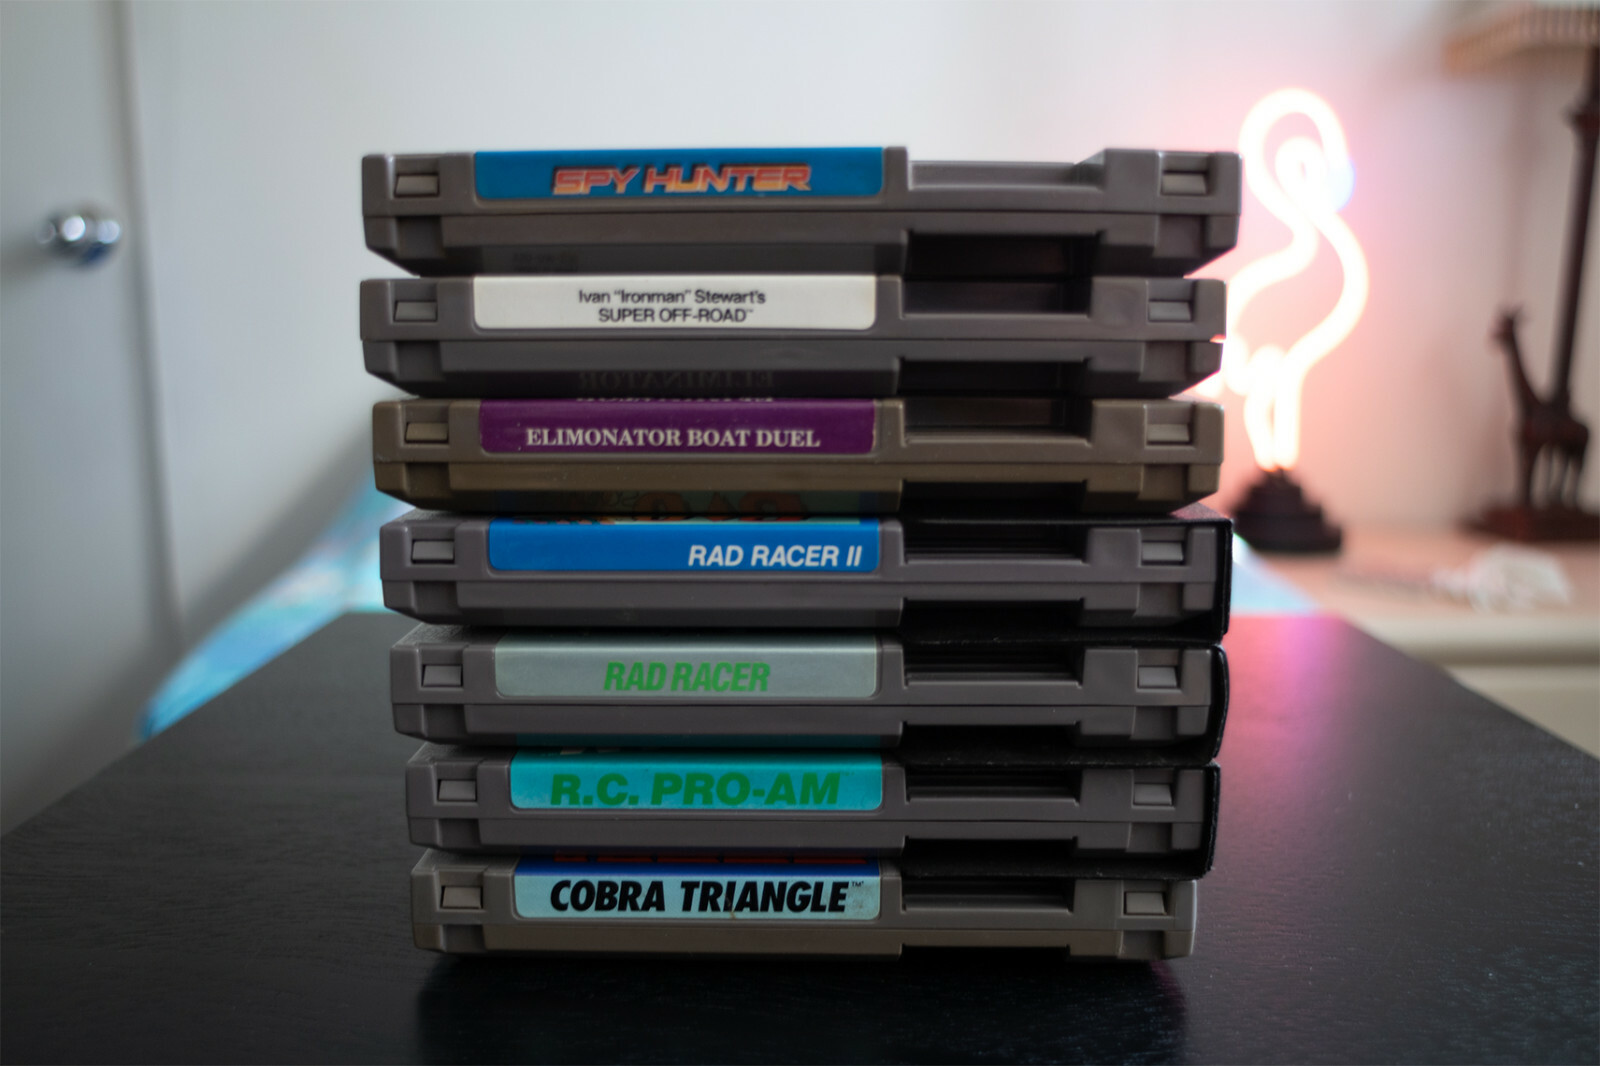 SPY HUNTER
Ivan "Ironman" Stewart's
SUPER OFF-ROAD™
ELIMONATOR BOAT DUEL
RAD RACER II
RAD RACER
R.C. PRO-AM
COBRA TRIANGLE™